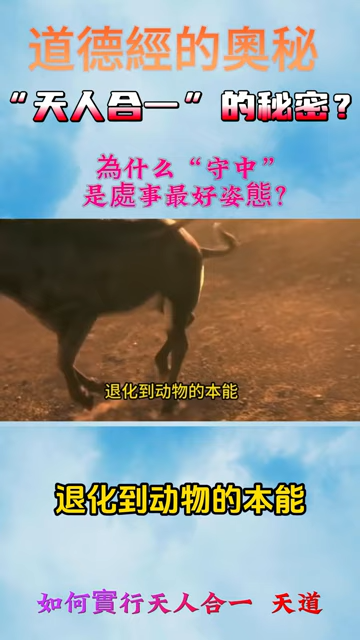 道德經的奧秘
“天人合一”的秘密？
為什么“守中”
是處事最好姿態？
退化到动物的本能
退化到动物的本能
如何實行天人合一 天道